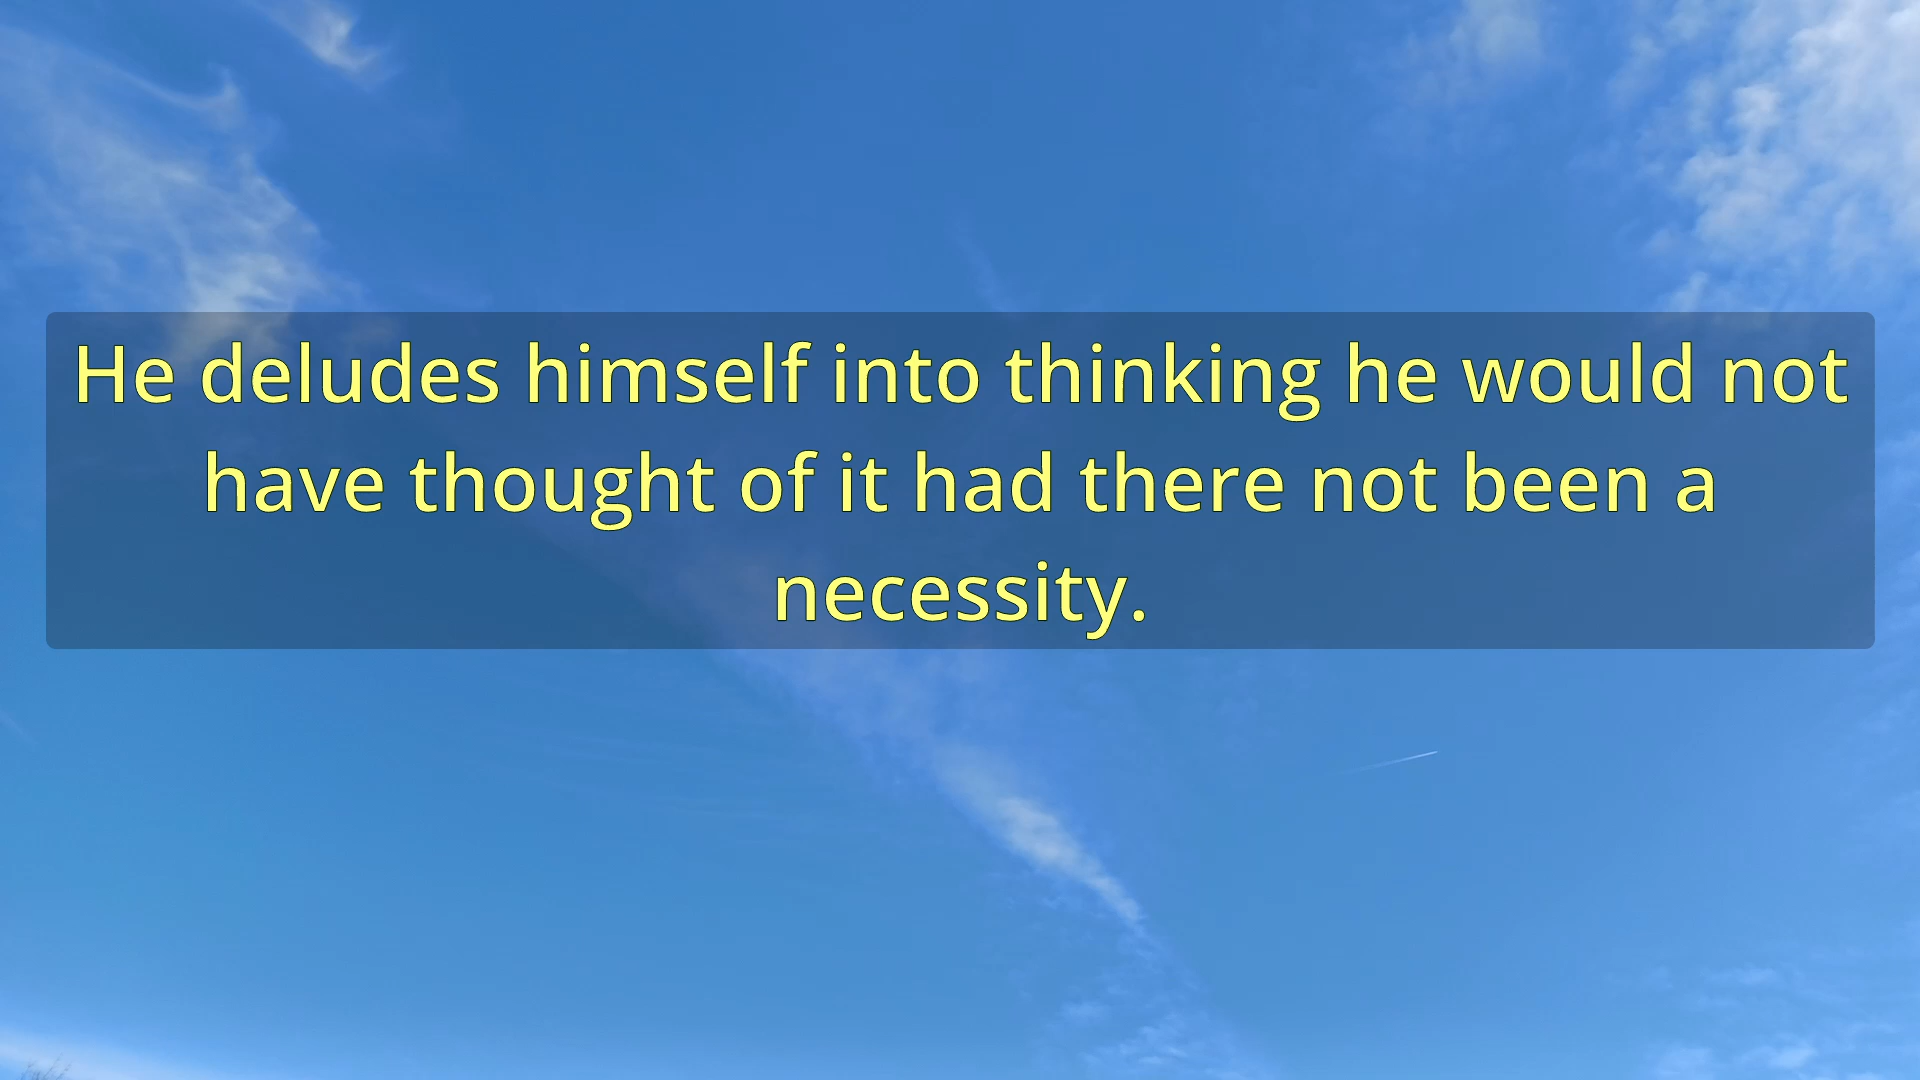 He deludes himself into thinking he would not
have thought of it had there not been a
necessity.